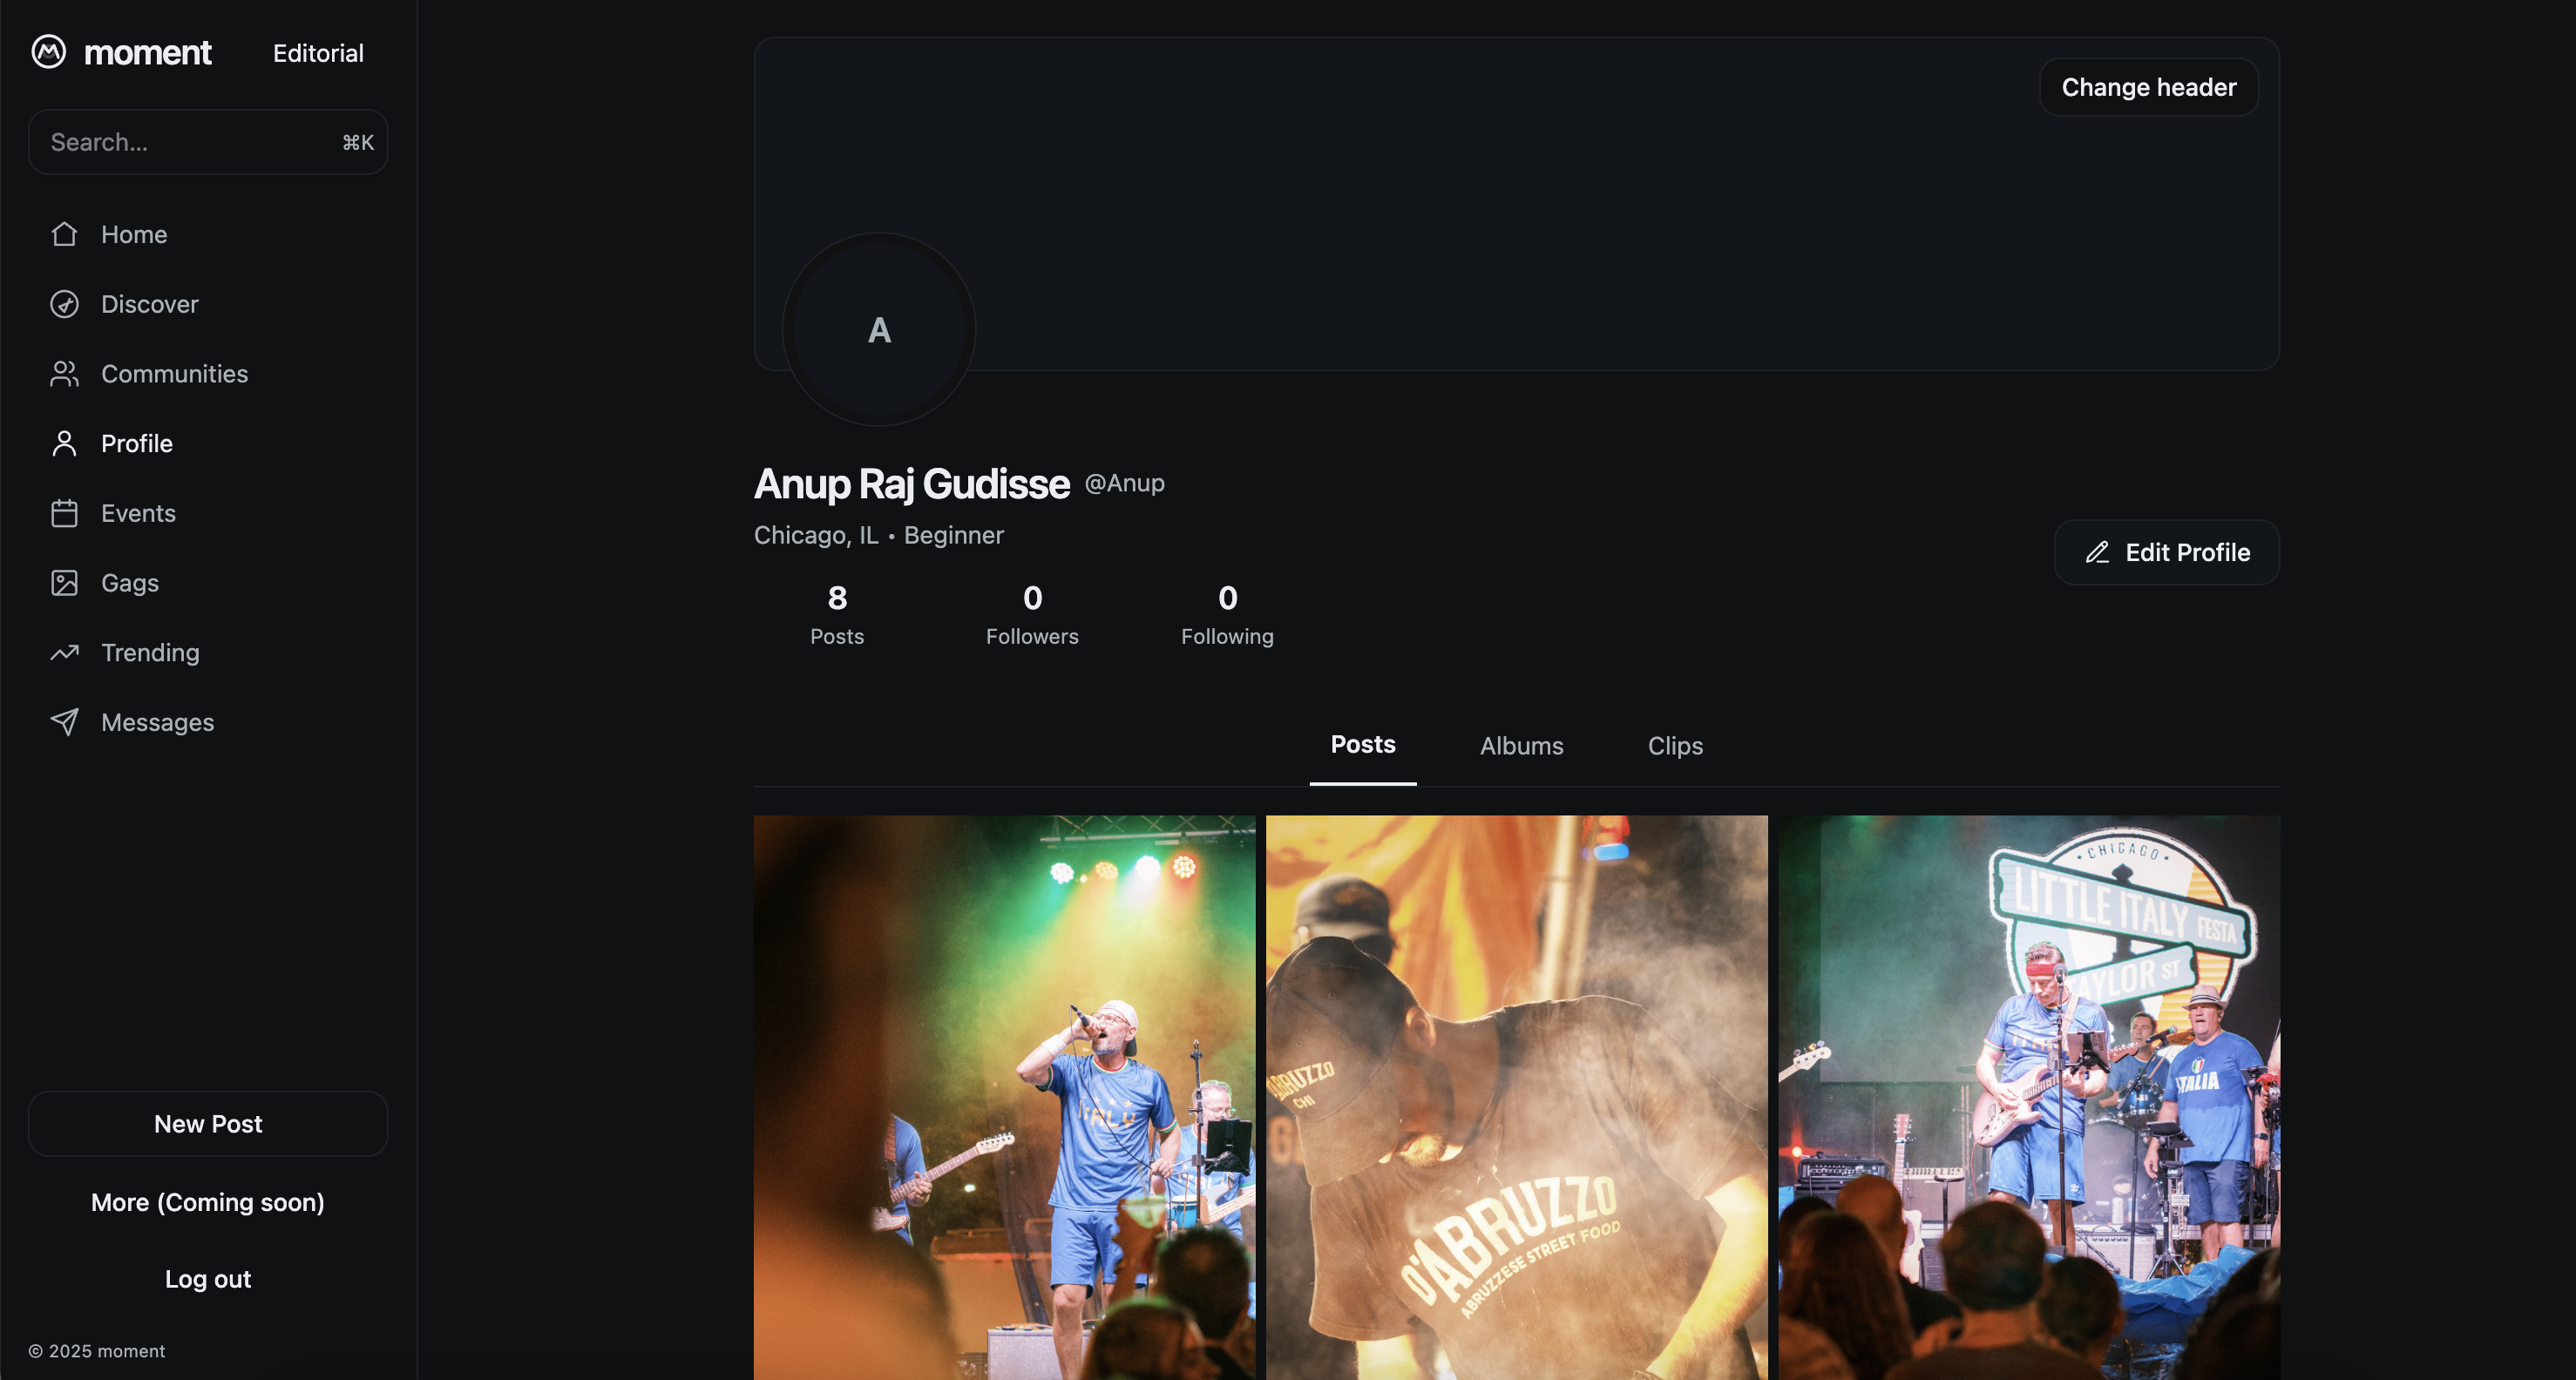 moment
Editorial
Search...
⌘K
Home
Discover
Communities
Profile
Events
Gags
Trending
Messages
New Post
More (Coming soon)
Log out
© 2025 moment
Change header
A
Anup Raj Gudisse @Anup
Chicago, IL • Beginner
8
Posts
0
Followers
0
Following
Edit Profile
Posts
Albums
Clips
ITALY
ABRUZZO
CHI
D'ABRUZZO
ABRUZZESE STREET FOOD
• CHICAGO •
LITTLE ITALY FESTA
TAYLOR ST
ITALIA